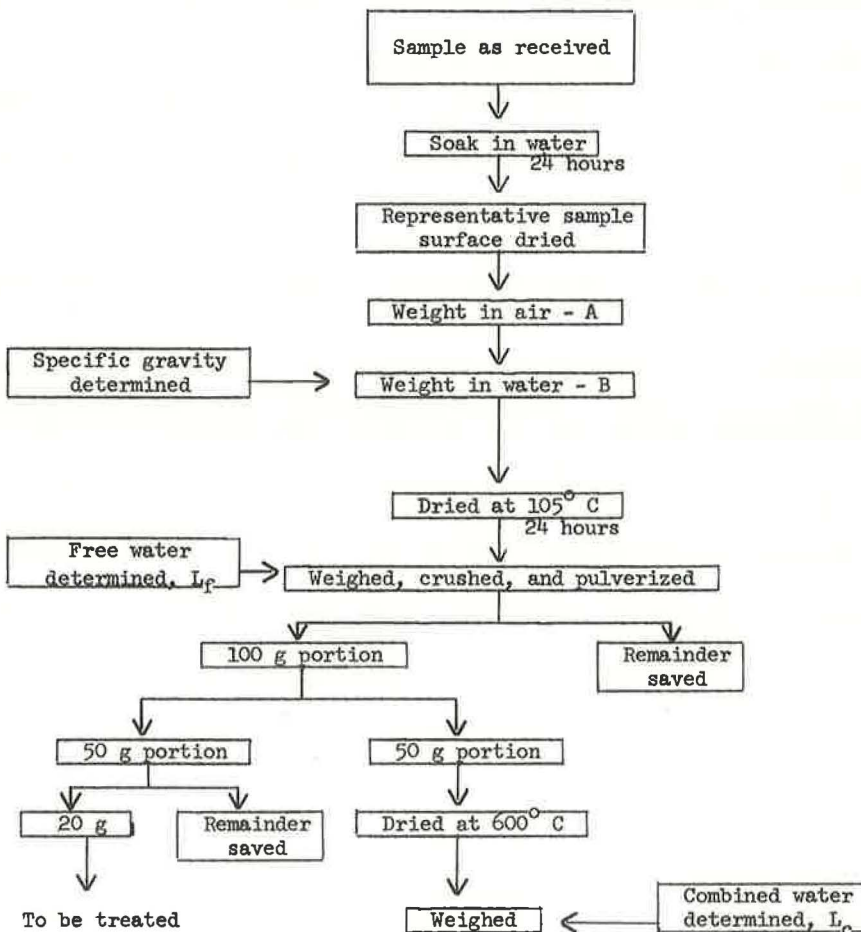 Sample as received
Soak in water
24 hours
Representative sample
surface dried
Weight in air - A
Specific gravity
determined
Weight in water - B
Dried at 105° C
24 hours
Free water
determined, Lf
Weighed, crushed, and pulverized
100 g portion
Remainder
saved
50 g portion
50 g portion
20 g
Remainder
saved
Dried at 600° C
To be treated
Weighed
Combined water
determined, Lc